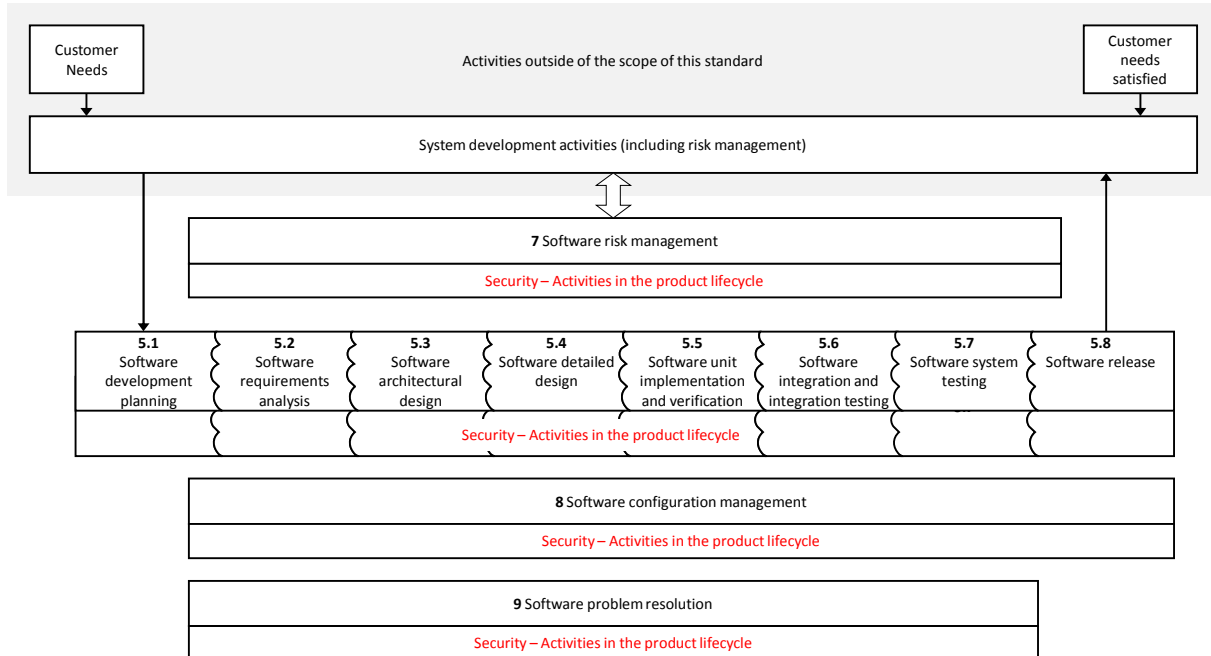 Customer
Needs
Activities outside of the scope of this standard
Customer
needs
satisfied
System development activities (including risk management)
7 Software risk management
Security – Activities in the product lifecycle
5.1
Software
development
planning
5.2
Software
requirements
analysis
5.3
Software
architectural
design
5.4
Software detailed
design
5.5
Software unit
implementation
and verification
5.6
Software
integration and
integration testing
5.7
Software system
testing
5.8
Software release
Security – Activities in the product lifecycle
8 Software configuration management
Security – Activities in the product lifecycle
9 Software problem resolution
Security – Activities in the product lifecycle